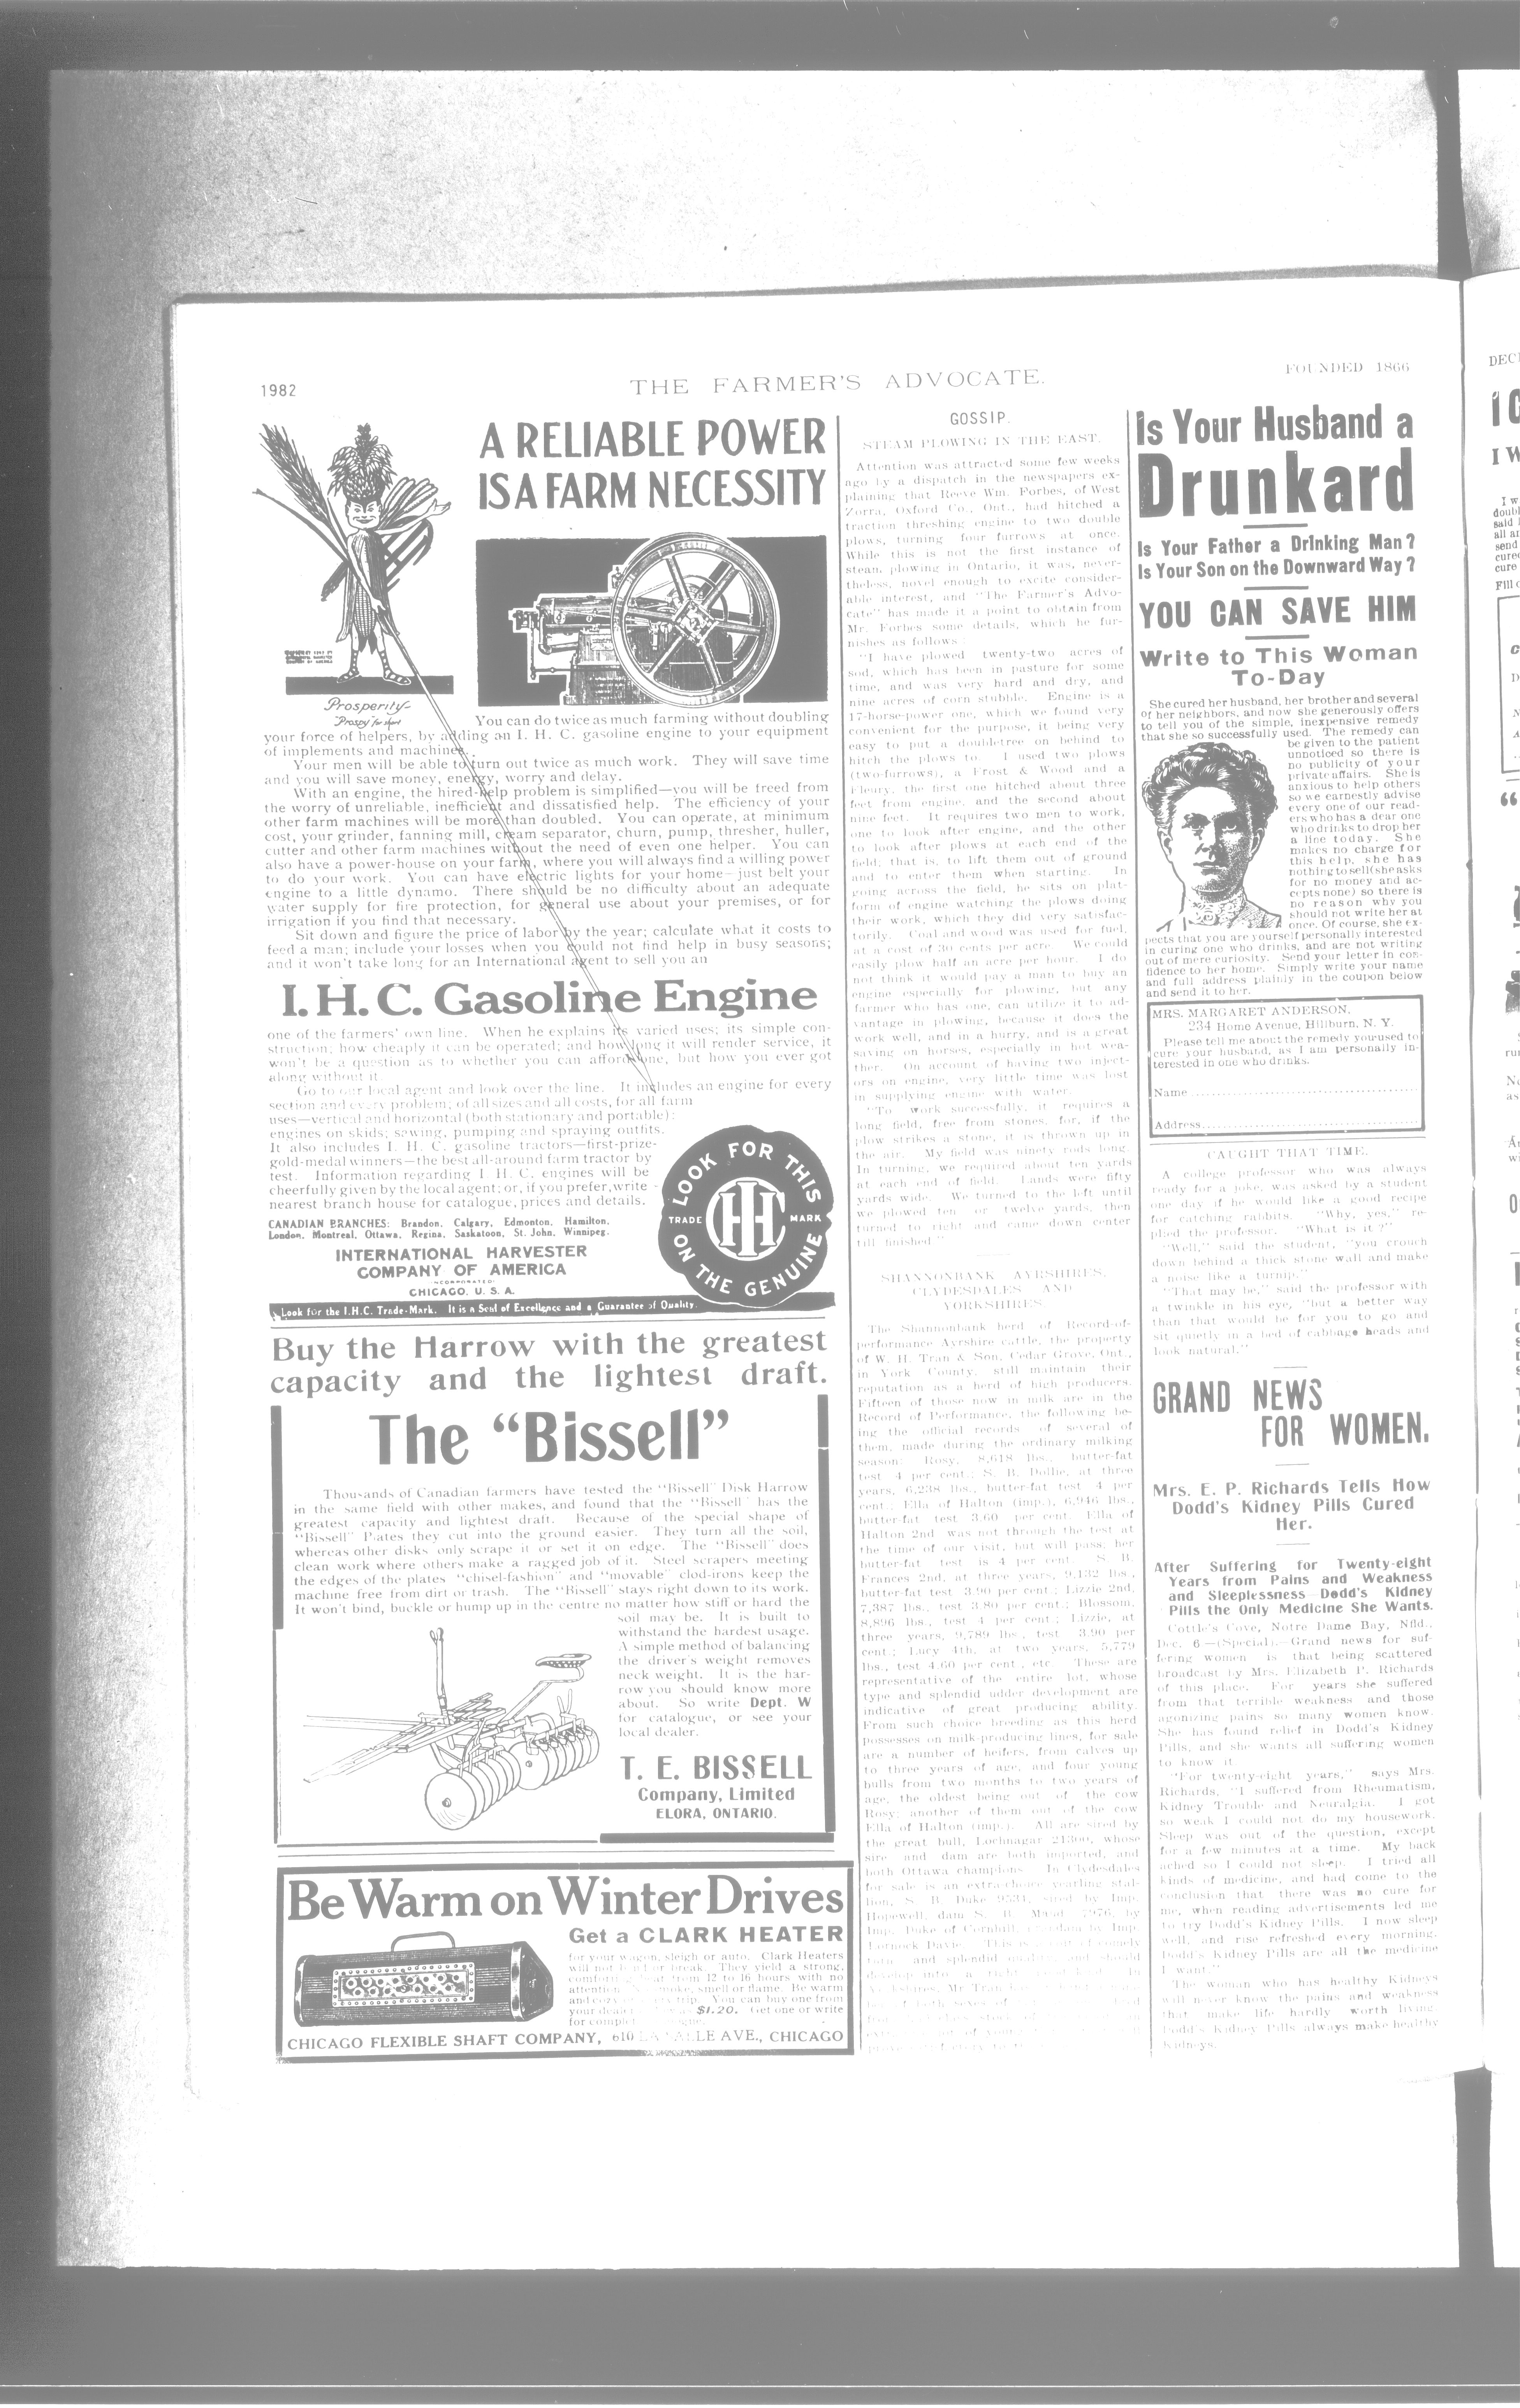 1982
THE FARMER'S ADVOCATE.
FOUNDED 1866
A RELIABLE POWER
IS A FARM NECESSITY
Prosperity
"Prospy" for short
You can do twice as much farming without doubling
your force of helpers, by adding an I. H. C. gasoline engine to your equipment
of implements and machines.
Your men will be able to turn out twice as much work. They will save time
and you will save money, energy, worry and delay.
With an engine, the hired-help problem is simplified—you will be freed from
the worry of unreliable, inefficient and dissatisfied help. The efficiency of your
other farm machines will be more than doubled. You can operate, at minimum
cost, your grinder, fanning mill, cream separator, churn, pump, thresher, huller,
cutter and other farm machines without the need of even one helper. You can
also have a power-house on your farm, where you will always find a willing power
to do your work. You can have electric lights for your home—just belt your
engine to a little dynamo. There should be no difficulty about an adequate
water supply for fire protection, for general use about your premises, or for
irrigation if you find that necessary.
Sit down and figure the price of labor by the year; calculate what it costs to
feed a man; include your losses when you could not find help in busy seasons;
and it won't take long for an International agent to sell you an
I. H. C. Gasoline Engine
one of the farmers' own line. When he explains its varied uses; its simple con-
struction; how cheaply it can be operated; and how long it will render service, it
won't be a question as to whether you can afford one, but how you ever got
along without it.
Go to our local agent and look over the line. It includes an engine for every
section and every problem; of all sizes and all costs, for all farm
uses—vertical and horizontal (both stationary and portable);
engines on skids; sawing, pumping and spraying outfits.
It also includes I. H. C. gasoline tractors—first-prize-
gold-medal winners—the best all-around farm tractor by
test. Information regarding I. H. C. engines will be
cheerfully given by the local agent; or, if you prefer, write
nearest branch house for catalogue, prices and details.
CANADIAN BRANCHES: Brandon, Calgary, Edmonton, Hamilton,
London, Montreal, Ottawa, Regina, Saskatoon, St. John, Winnipeg.
INTERNATIONAL HARVESTER
COMPANY OF AMERICA
INCORPORATED
CHICAGO, U. S. A.
LOOK FOR THIS
TRADE IHC MARK
ON THE GENUINE
Look for the I.H.C. Trade-Mark. It is a Seal of Excellence and a Guarantee of Quality.
Buy the Harrow with the greatest
capacity and the lightest draft.
The "Bissell"
Thousands of Canadian farmers have tested the "Bissell" Disk Harrow
in the same field with other makes, and found that the "Bissell" has the
greatest capacity and lightest draft. Because of the special shape of
"Bissell" Plates they cut into the ground easier. They turn all the soil,
whereas other disks only scrape it or set it on edge. The "Bissell" does
clean work where others make a ragged job of it. Steel scrapers meeting
the edges of the plates "chisel-fashion" and "movable" clod-irons keep the
machine free from dirt or trash. The "Bissell" stays right down to its work.
It won't bind, buckle or hump up in the centre no matter how stiff or hard the
soil may be. It is built to
withstand the hardest usage.
A simple method of balancing
the driver's weight removes
neck weight. It is the har-
row you should know more
about. So write Dept. W
for catalogue, or see your
local dealer.
T. E. BISSELL
Company, Limited
ELORA, ONTARIO.
Be Warm on Winter Drives
Get a CLARK HEATER
for your wagon, sleigh or auto. Clark Heaters
will not bend or break. They yield a strong,
comforting heat from 12 to 16 hours with no
attention. No smoke, smell or flame. Be warm
and cozy every trip. You can buy one from
your dealer $1.20. Get one or write
for complete
CHICAGO FLEXIBLE SHAFT COMPANY, 610 LA SALLE AVE., CHICAGO
GOSSIP.
STEAM PLOWING IN THE EAST.
Attention was attracted some few weeks
ago by a dispatch in the newspapers ex-
plaining that Reeve Wm. Forbes, of West
Zorra, Oxford Co., Ont., had hitched a
traction threshing engine to two double
plows, turning four furrows at once.
While this is not the first instance of
steam plowing in Ontario, it was, never-
theless, novel enough to excite consider-
able interest, and "The Farmer's Advo-
cate" has made it a point to obtain from
Mr. Forbes some details, which he fur-
nishes as follows:
"I have plowed twenty-two acres of
sod, which has been in pasture for some
time, and was very hard and dry, and
nine acres of corn stubble. Engine is a
17-horse-power one, which we found very
convenient for the purpose, it being very
easy to put a doubletree on behind to
hitch the plows to. I used two plows
(two-furrows), a Frost & Wood and a
Fleury, the first one hitched about three
feet from engine, and the second about
nine feet. It requires two men to work,
one to look after engine, and the other
to look after plows at each end of the
field, that is, to lift them out of ground
and to enter them when starting. In
going across the field, he sits on plat-
form of engine watching the plows doing
their work, which they did very satisfac-
torily. Coal and wood was used for fuel,
at a cost of 30 cents per acre. We could
easily plow half an acre per hour. I do
not think it would pay a man to buy an
engine especially for plowing, but any
farmer who has one, can utilize it to ad-
vantage in plowing, because it does the
work well, and in a hurry, and is a great
saving on horses, especially in hot wea-
ther. On account of having two inject-
ors on engine, very little time was lost
in supplying engine with water.
"To work successfully, it requires a
long field, free from stones, for, if the
plow strikes a stone, it is thrown up in
the air. My field was ninety rods long.
In turning, we required about ten yards
at each end of field. Lands were fifty
yards wide. We turned to the left until
we plowed ten or twelve yards, then
turned to right and came down center
till finished."
SHANNONBANK AYRSHIRES,
CLYDESDALES AND
YORKSHIRES.
The Shannonbank herd of Record-of-
performance Ayrshire cattle, the property
of W. H. Tran & Son, Cedar Grove, Ont.,
in York County, still maintain their
reputation as a herd of high producers.
Fifteen of those now in milk are in the
Record of Performance, the following be-
ing the official records of several of
them, made during the ordinary milking
season: Rosy, 8,618 lbs., butter-fat
test 4 per cent.; S. B. Dollie, at three
years, 6,238 lbs., butter-fat test 4 per
cent.; Ella of Halton (imp.), 6,946 lbs.,
butter-fat test 3.60 per cent. Ella of
Halton 2nd was not through the test at
the time of our visit, but will pass; her
butter-fat test is 4 per cent. S. B.
Frances 2nd, at three years, 9,132 lbs.,
butter-fat test 3.90 per cent.; Lizzie 2nd,
7,387 lbs., test 3.80 per cent.; Blossom,
8,896 lbs., test 4 per cent.; Lizzie, at
three years, 9,789 lbs., test 3.90 per
cent.; Lucy 4th, at two years, 5,779
lbs., test 4.60 per cent., etc. These are
representative of the entire lot, whose
type and splendid udder development are
indicative of great producing ability.
From such choice breeding as this herd
possesses on milk-producing lines, for sale
are a number of heifers, from calves up
to three years of age, and four young
bulls from two months to two years of
age, the oldest being out of the cow
Rosy; another of them out of the cow
Ella of Halton (imp.). All are sired by
the great bull, Lochnagar 21300, whose
sire and dam are both imported, and
both Ottawa champions. In Clydesdales
for sale is an extra-choice yearling stal-
lion, S. B. Duke 9534, sired by Imp.
Hopewell, dam S. B. Maud 7976, by
Imp. Duke of Cornhill, grandam by Imp.
Lornock Davie. This is a colt of comely
form and splendid quality, and should
develop into a
Yorkshires, Mr. Tran
Is Your Husband a
Drunkard
Is Your Father a Drinking Man?
Is Your Son on the Downward Way?
YOU CAN SAVE HIM
Write to This Woman
To-Day
She cured her husband, her brother and several
of her neighbors, and now she generously offers
to tell you of the simple, inexpensive remedy
that she so successfully used. The remedy can
be given to the patient
unnoticed so there is
no publicity of your
private affairs. She is
anxious to help others
so we earnestly advise
every one of our read-
ers who has a dear one
who drinks to drop her
a line today. She
makes no charge for
this help, she has
nothing to sell (she asks
for no money and ac-
cepts none) so there is
no reason why you
should not write her at
once. Of course, she ex-
pects that you are yourself personally interested
in curing one who drinks, and are not writing
out of mere curiosity. Send your letter in con-
fidence to her home. Simply write your name
and full address plainly in the coupon below
and send it to her.
MRS. MARGARET ANDERSON,
234 Home Avenue, Hillburn, N. Y.
Please tell me about the remedy you used to
cure your husband, as I am personally in-
terested in one who drinks.
Name
Address
CAUGHT THAT TIME.
A college professor who was always
ready for a joke, was asked by a student
one day if he would like a good recipe
for catching rabbits. "Why, yes," re-
plied the professor. "What is it?"
"Well," said the student, "you crouch
down behind a thick stone wall and make
a noise like a turnip."
"That may be," said the professor with
a twinkle in his eye, "but a better way
than that would be for you to go and
sit quietly in a bed of cabbage heads and
look natural."
GRAND NEWS
FOR WOMEN.
Mrs. E. P. Richards Tells How
Dodd's Kidney Pills Cured
Her.
After Suffering for Twenty-eight
Years from Pains and Weakness
and Sleeplessness Dodd's Kidney
Pills the Only Medicine She Wants.
Cottle's Cove, Notre Dame Bay, Nfld.,
Dec. 6—(Special).—Grand news for suf-
fering women is that being scattered
broadcast by Mrs. Elizabeth P. Richards
of this place. For years she suffered
from that terrible weakness and those
agonizing pains so many women know.
She has found relief in Dodd's Kidney
Pills, and she wants all suffering women
to know it.
"For twenty-eight years," says Mrs.
Richards, "I suffered from Rheumatism,
Kidney Trouble and Neuralgia. I got
so weak I could not do my housework.
Sleep was out of the question, except
for a few minutes at a time. My back
ached so I could not sleep. I tried all
kinds of medicine, and had come to the
conclusion that there was no cure for
me, when reading advertisements led me
to try Dodd's Kidney Pills. I now sleep
well, and rise refreshed every morning.
Dodd's Kidney Pills are all the medicine
I want."
The woman who has healthy Kidneys
will never know the pains and weakness
that make life hardly worth living.
Dodd's Kidney Pills always make healthy
Kidneys.